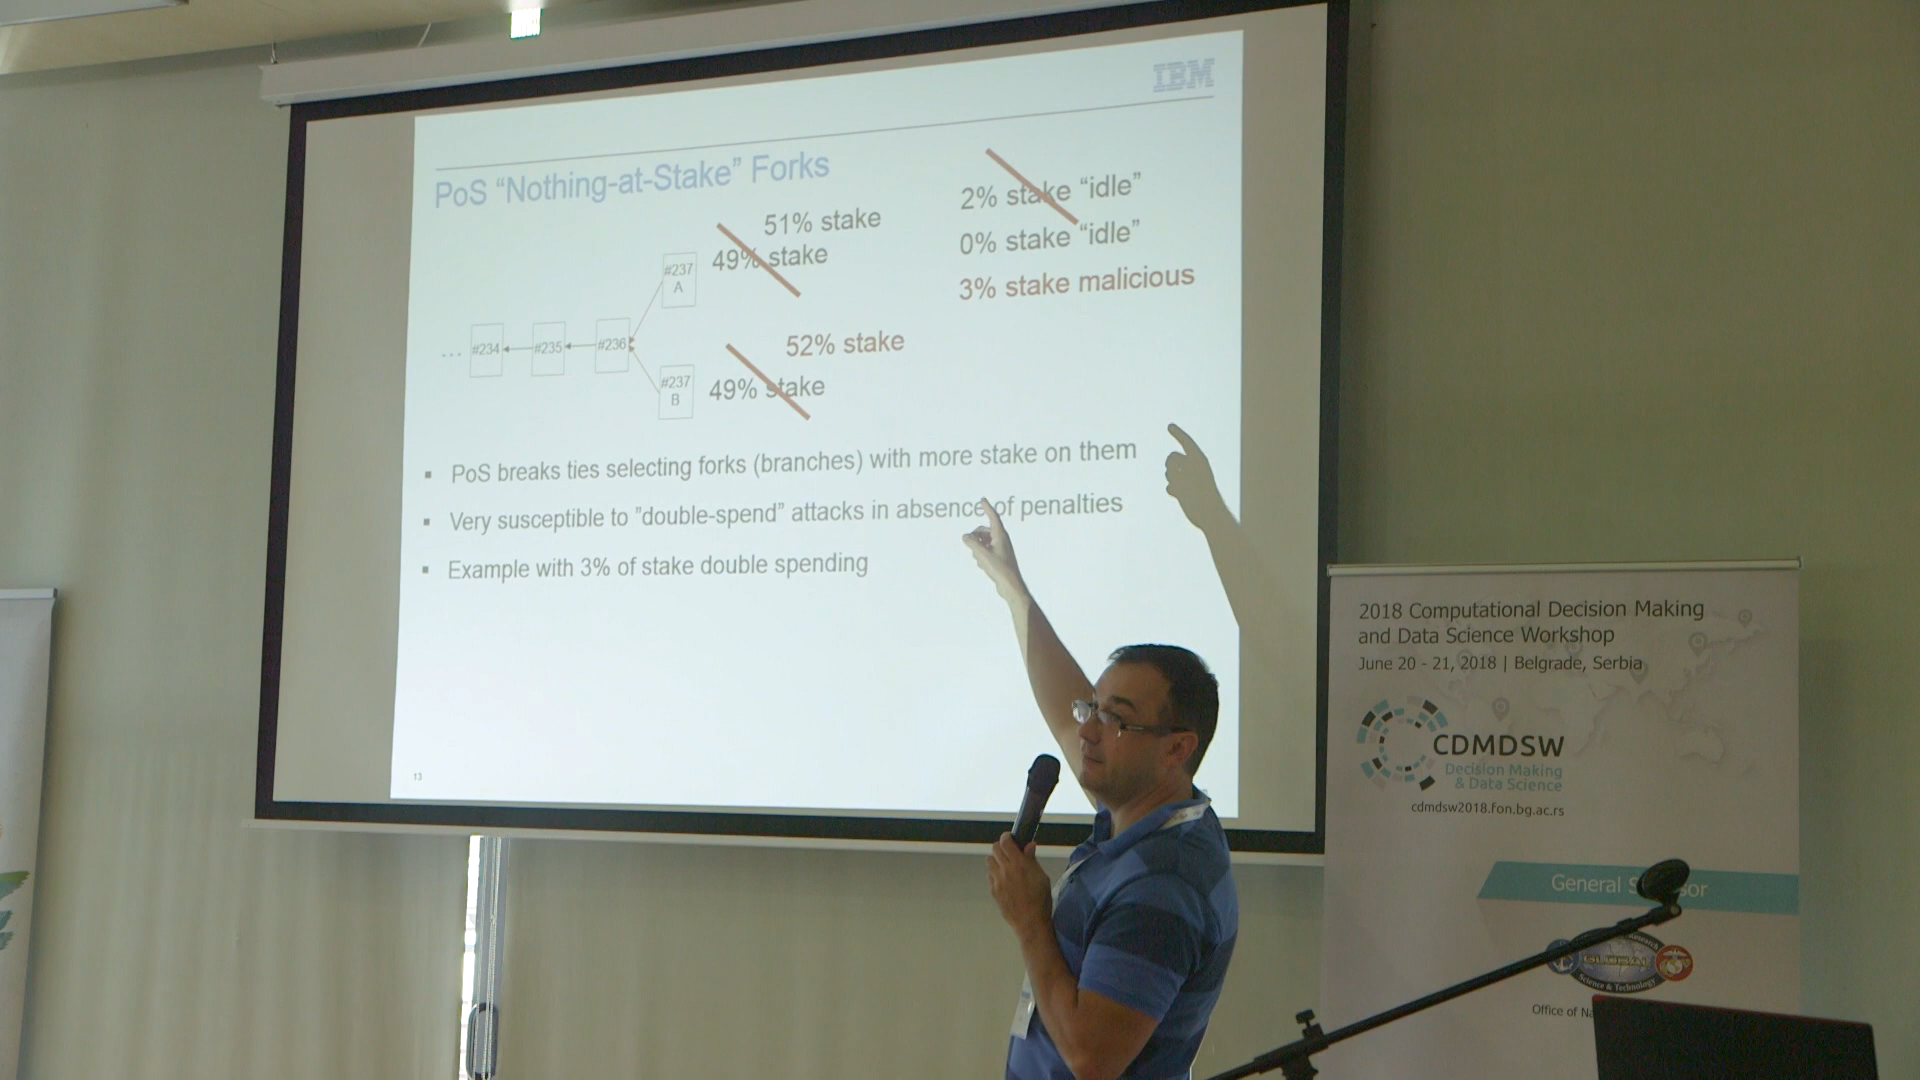 IBM
PoS “Nothing-at-Stake” Forks
51% stake
49% stake
2% stake “idle”
0% stake “idle”
3% stake malicious
#237
A
... #234 #235 #236
52% stake
49% stake
#237
B
▪ PoS breaks ties selecting forks (branches) with more stake on them
▪ Very susceptible to ”double-spend” attacks in absence of penalties
▪ Example with 3% of stake double spending
13
2018 Computational Decision Making
and Data Science Workshop
June 20 - 21, 2018 | Belgrade, Serbia
CDMDSW
Decision Making
& Data Science
cdmdsw2018.fon.bg.ac.rs
General
GLOBAL
Science & Technology
Office of